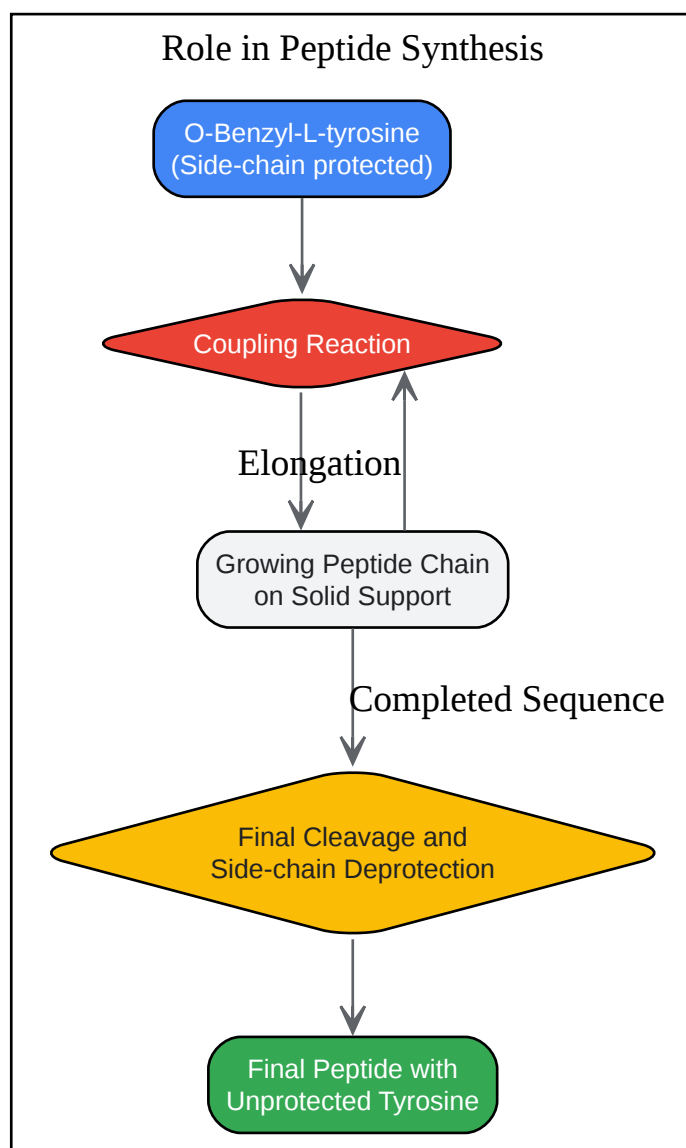 Role in Peptide Synthesis
O-Benzyl-L-tyrosine
(Side-chain protected)
Coupling Reaction
Elongation
Growing Peptide Chain
on Solid Support
Completed Sequence
Final Cleavage and
Side-chain Deprotection
Final Peptide with
Unprotected Tyrosine